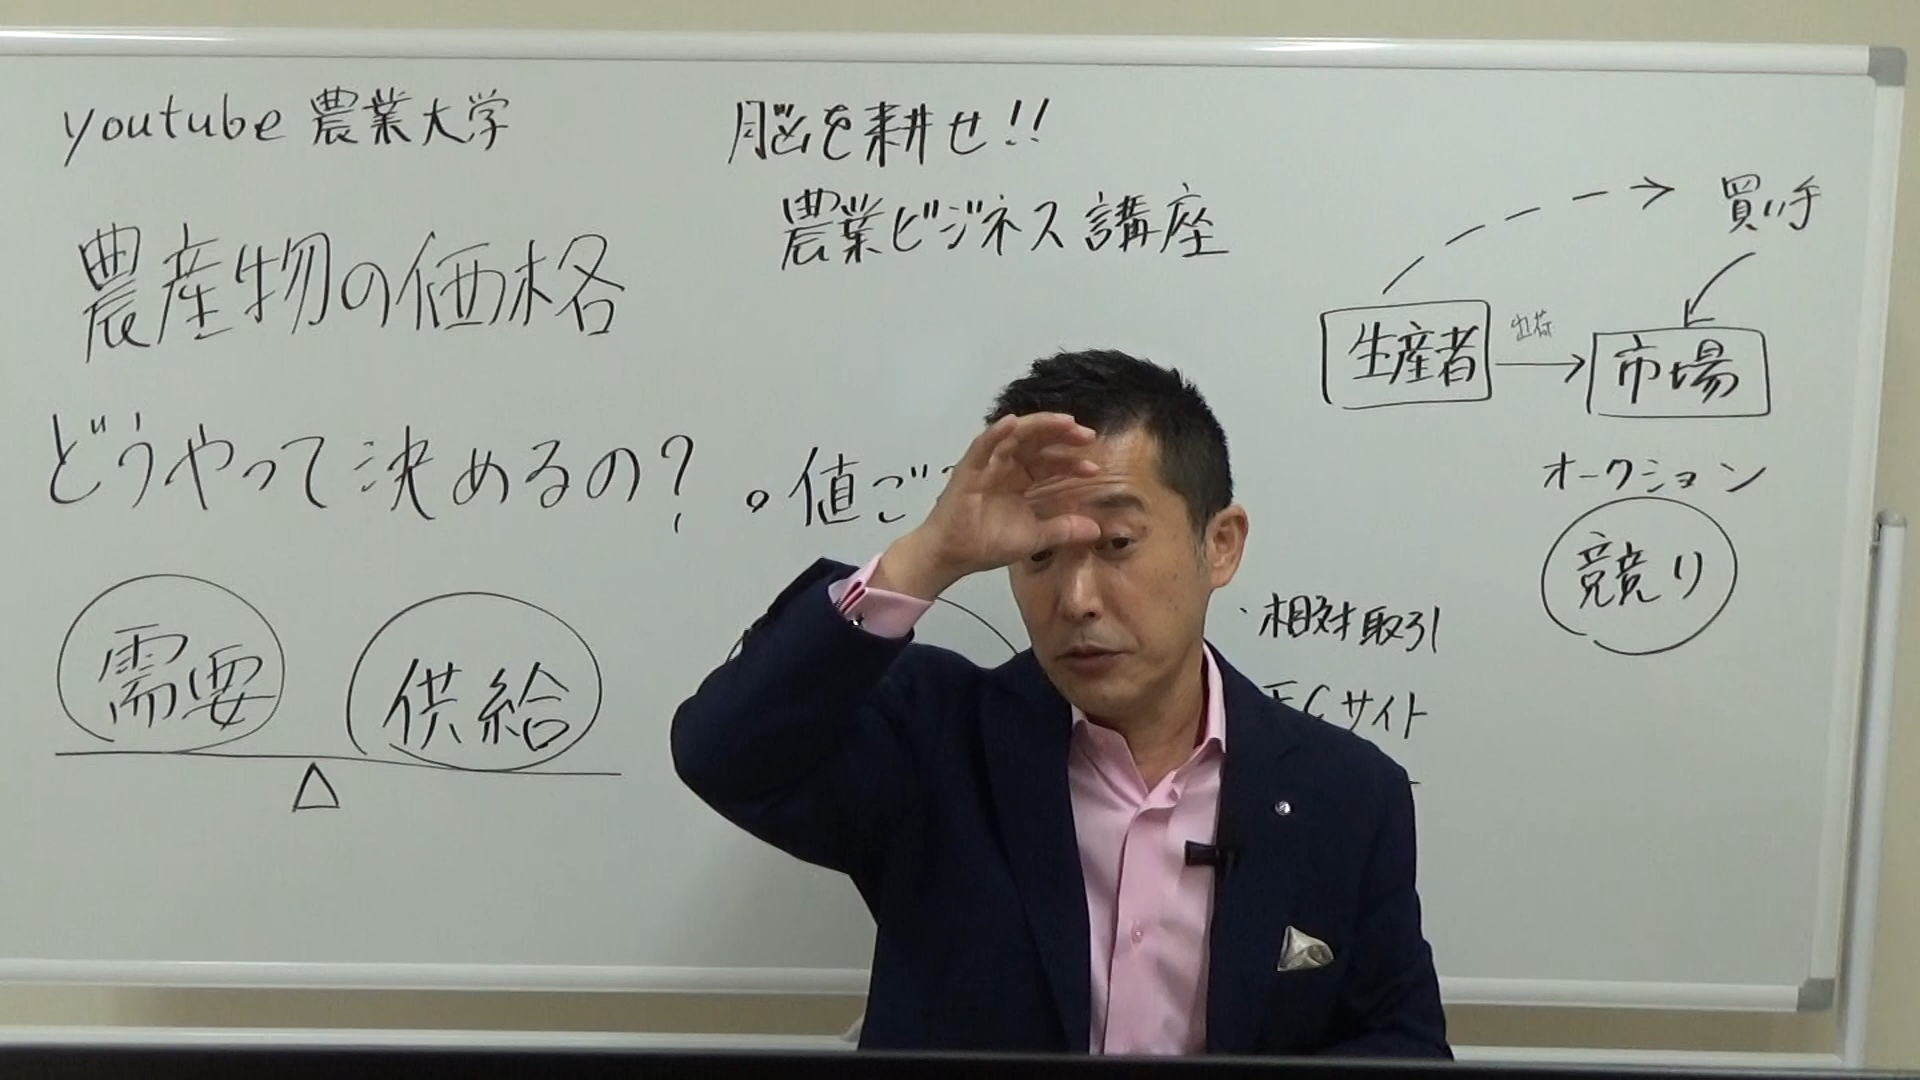 youtube 農業大学
脳を耕せ!!
農業ビジネス講座
農産物の価格
どうやって決めるの?
需要
供給
。値ご
・相対取引
ECサイト
買い手
生産者
出荷
市場
オークション
競り